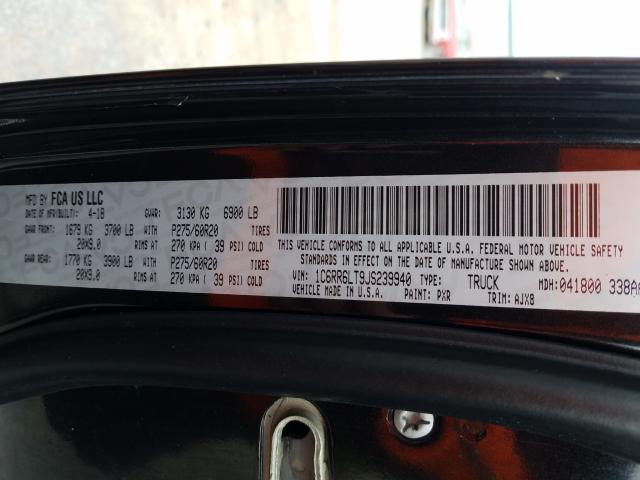 MFD BY FCA US LLC
DATE OF MFR(BUILT): 4-18 GVWR: 3130 KG 6900 LB
GAWR FRONT: 1679 KG 3700 LB P275/60R20 TIRES
20X9.0 RIMS AT 270 KPA ( 39 PSI) COLD
GAWR REAR: 1770 KG 3900 LB P275/60R20 TIRES
20X9.0 RIMS AT 270 KPA ( 39 PSI) COLD
THIS VEHICLE CONFORMS TO ALL APPLICABLE U.S.A. FEDERAL MOTOR VEHICLE SAFETY
STANDARDS IN EFFECT ON THE DATE OF MANUFACTURE SHOWN ABOVE.
VIN: 1C6RR6LT9JS239940 TYPE: TRUCK MDH: 041800 338A
VEHICLE MADE IN U.S.A. PAINT: PXR TRIM: AJX8